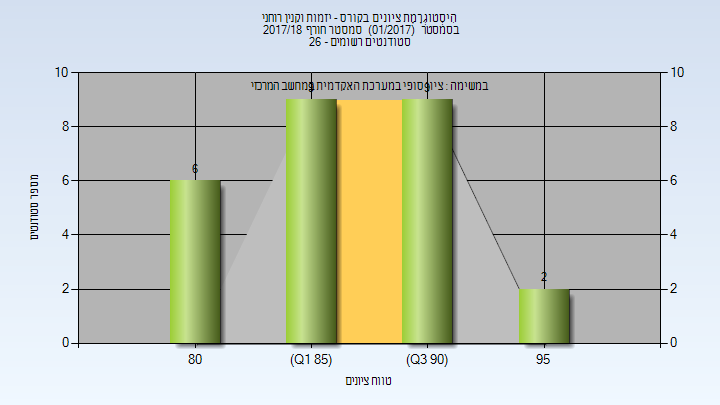 היסטוגרמת ציונים בקורס - יזמות וקנין רוחני
בסמסטר (01/2017) סמסטר חורף 2017/18
סטודנטים רשומים - 26
במשימה : ציון סופי במערכת האקדמית במחשב המרכזי
10
8
6
4
2
0
10
8
6
4
2
0
6
9
9
2
80
(Q1 85)
(Q3 90)
95
מספר סטודנטים
טווח ציונים